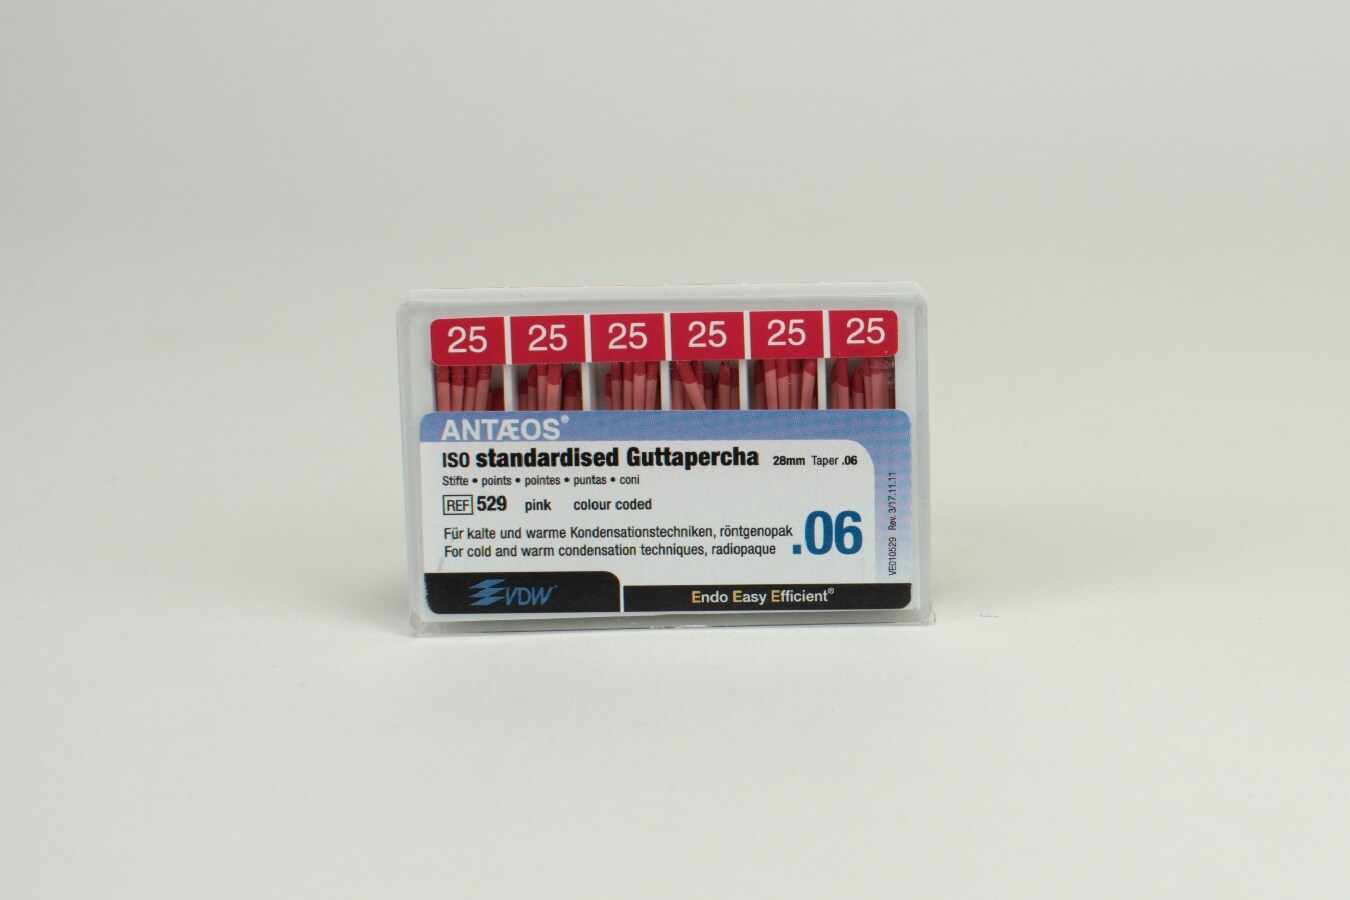 25 25 25 25 25 25
ANTÆOS®
ISO standardised Guttapercha 28mm Taper .06
Stifte • points • pointes • puntas • coni
REF 529 pink colour coded
Für kalte und warme Kondensationstechniken, röntgenopak
For cold and warm condensation techniques, radiopaque
.06
VE010529 Rev. 3/17.11.11
VDW
Endo Easy Efficient®